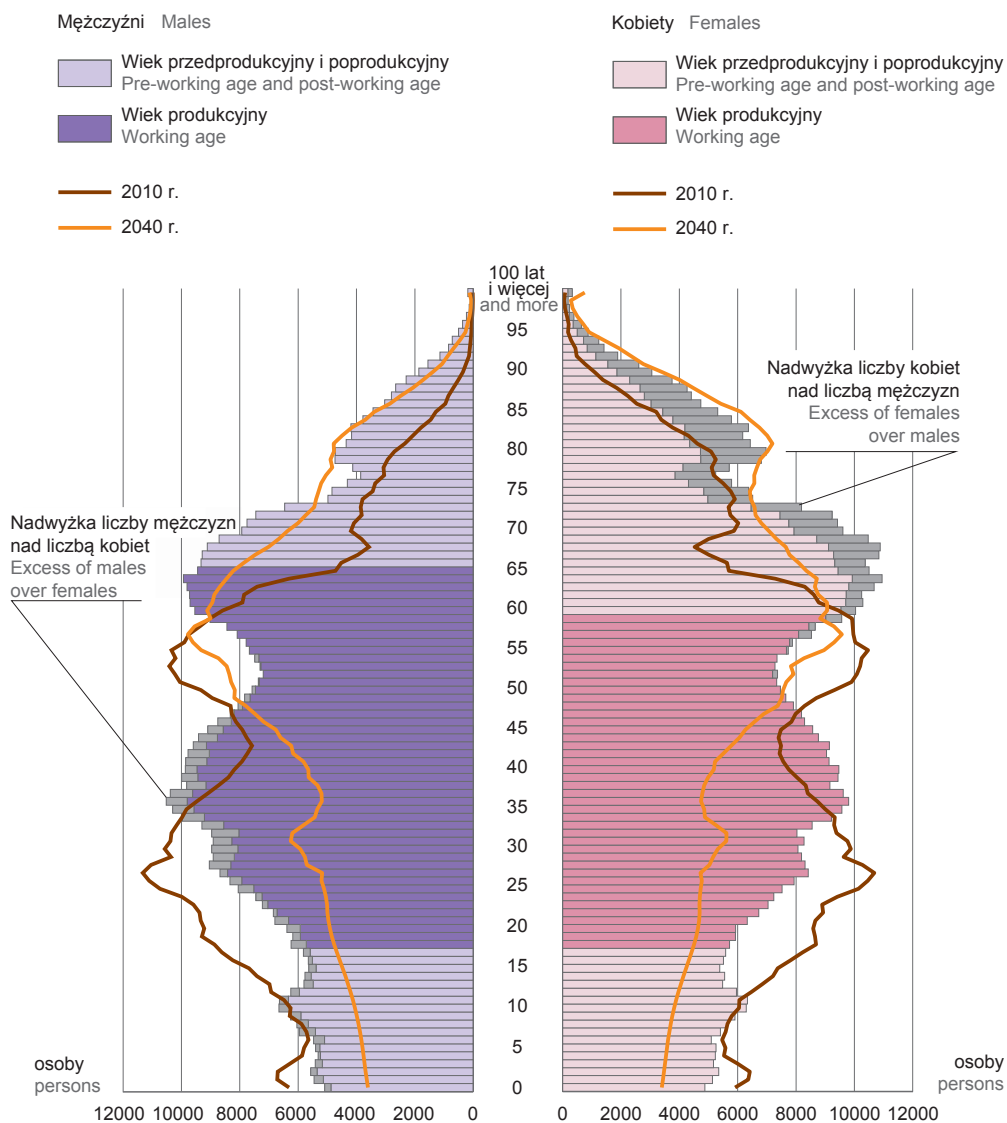 Mężczyźni Males
Wiek przedprodukcyjny i poprodukcyjny
Pre-working age and post-working age
Wiek produkcyjny
Working age
2010 r.
2040 r.
Kobiety Females
Wiek przedprodukcyjny i poprodukcyjny
Pre-working age and post-working age
Wiek produkcyjny
Working age
2010 r.
2040 r.
100 lat
i więcej
and more
95
90
85
80
75
70
65
60
55
50
45
40
35
30
25
20
15
10
5
0
Nadwyżka liczby mężczyzn
nad liczbą kobiet
Excess of males
over females
Nadwyżka liczby kobiet
nad liczbą mężczyzn
Excess of females
over males
osoby
persons
osoby
persons
12000 10000 8000 6000 4000 2000 0
0 2000 4000 6000 8000 10000 12000